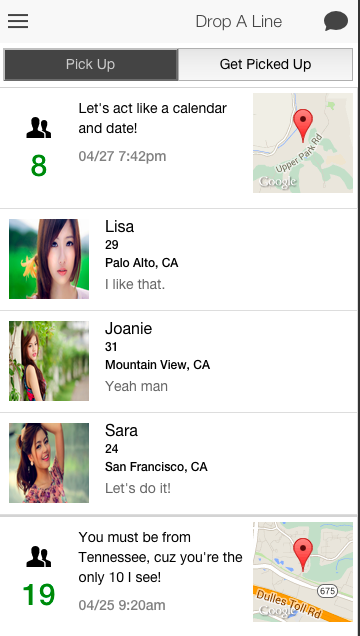 Drop A Line
Pick Up
Get Picked Up
Let's act like a calendar
and date!
04/27 7:42pm
8
Upper Park Rd
Google
Lisa
29
Palo Alto, CA
I like that.
Joanie
31
Mountain View, CA
Yeah man
Sara
24
San Francisco, CA
Let's do it!
You must be from
Tennessee, cuz you're the
only 10 I see!
04/25 9:20am
19
675
Dulles Toll Rd
Google